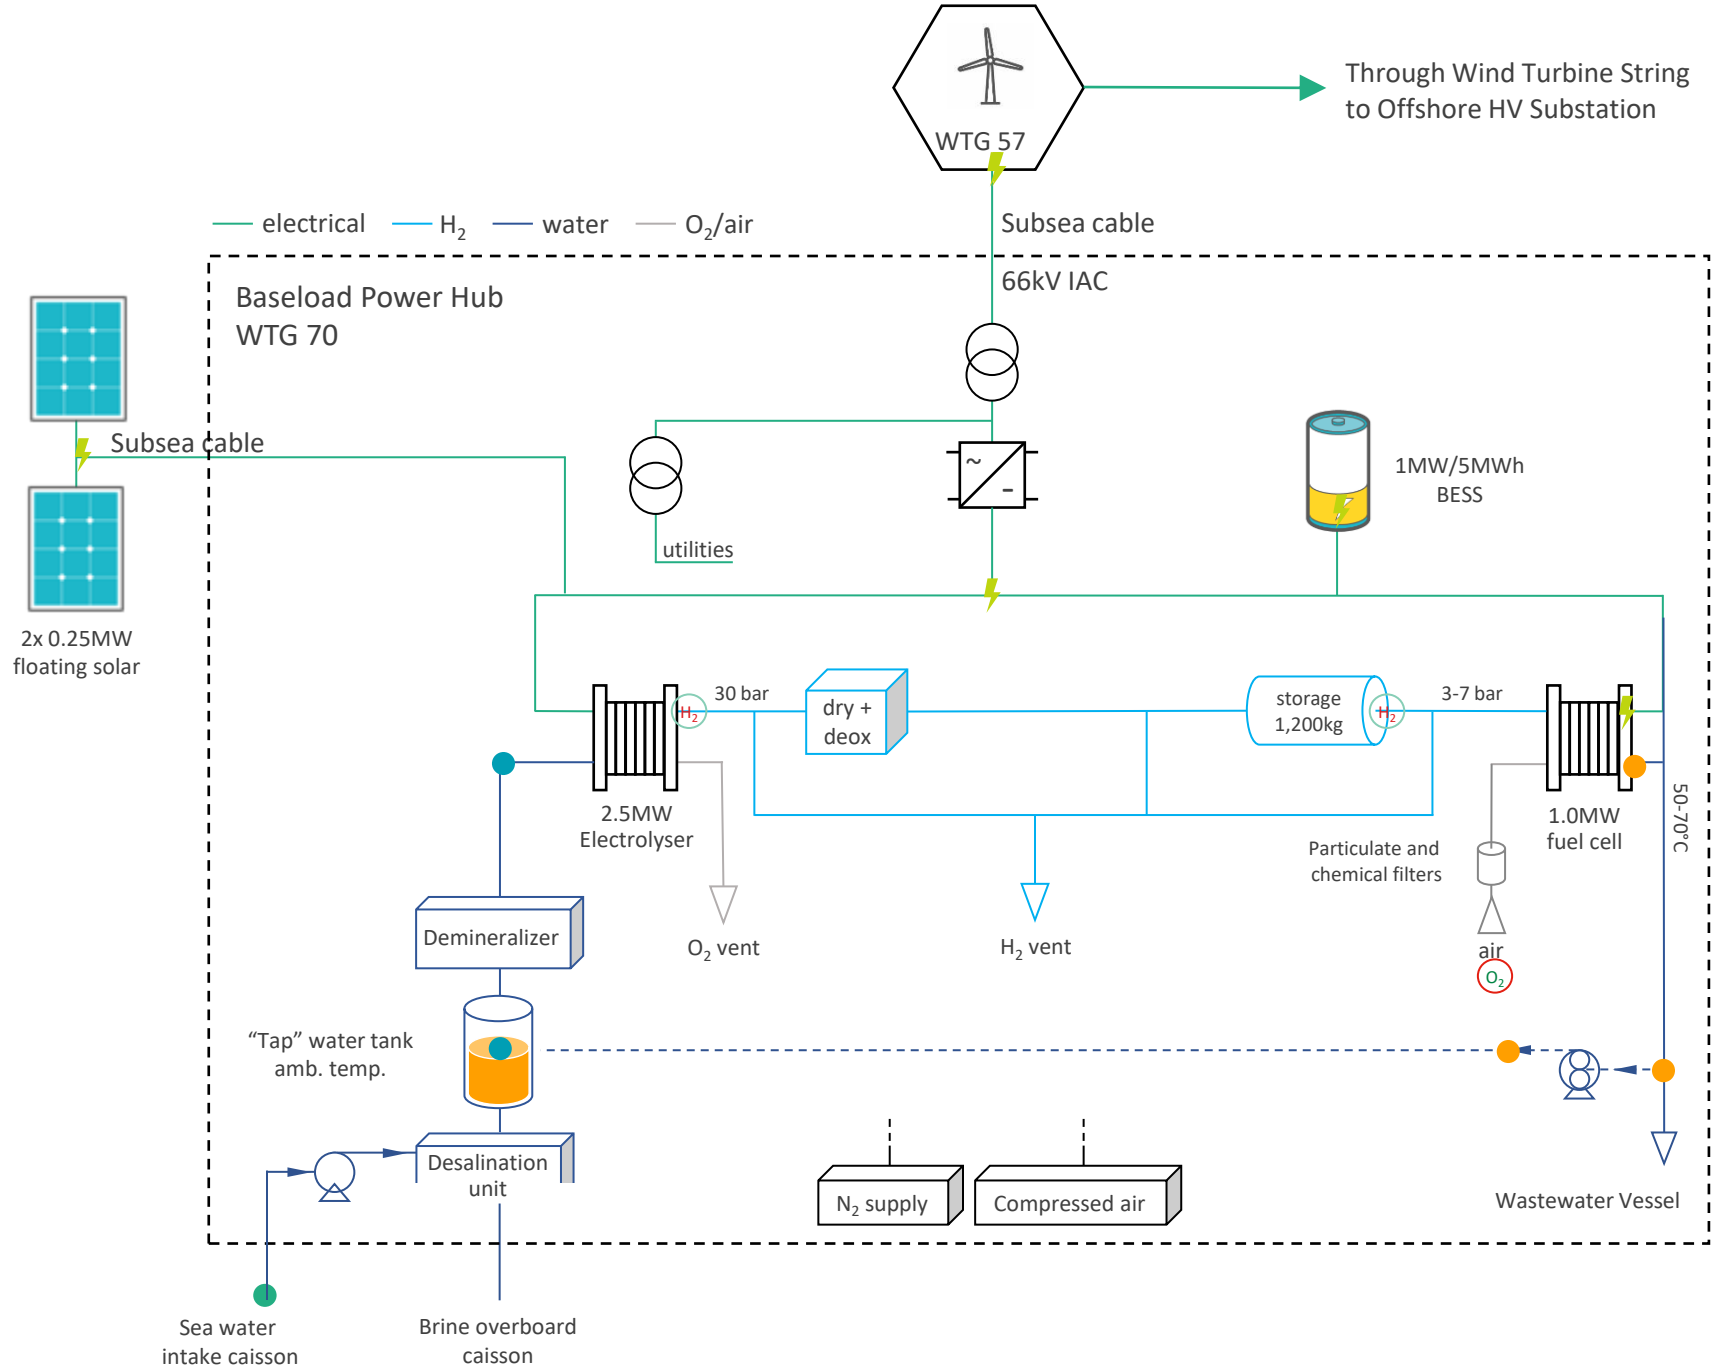 Through Wind Turbine String
to Offshore HV Substation
WTG 57
electrical
H₂
water
O₂/air
Subsea cable
66kV IAC
Baseload Power Hub
WTG 70
Subsea cable
1MW/5MWh
BESS
~
-
utilities
2x 0.25MW
floating solar
H₂
30 bar
dry +
deox
storage
1,200kg
H₂
3-7 bar
2.5MW
Electrolyser
1.0MW
fuel cell
50-70°C
Particulate and
chemical filters
Demineralizer
O₂ vent
H₂ vent
air
O₂
“Tap” water tank
amb. temp.
Desalination
unit
N₂ supply
Compressed air
Wastewater Vessel
Sea water
intake caisson
Brine overboard
caisson